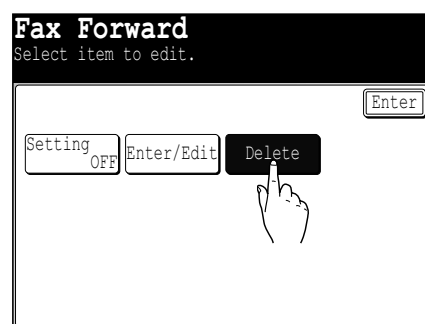 Fax Forward
Select item to edit.
Enter
Setting
OFF
Enter/Edit
Delete